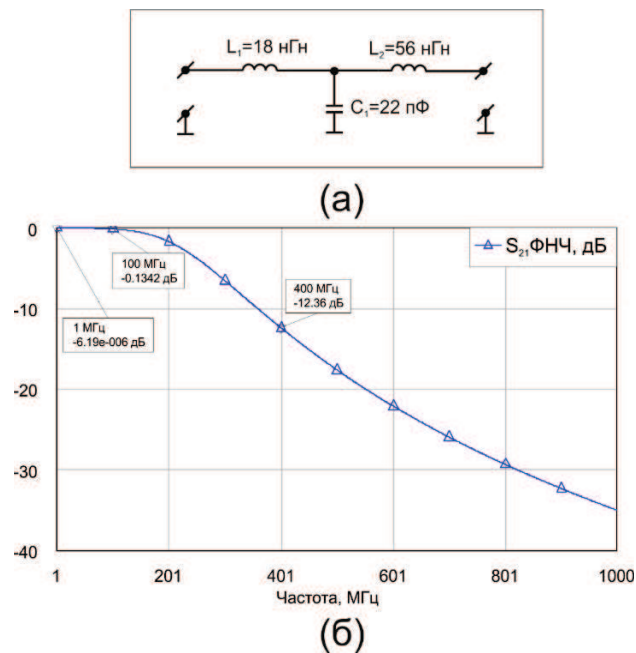 L₁=18 нГн
L₂=56 нГн
C₁=22 пФ
(а)
S₂₁ФНЧ, дБ
100 МГц
-0.1342 дБ
400 МГц
-12.36 дБ
1 МГц
-6.19e-006 дБ
0
-10
-20
-30
-40
1
201
401
601
801
1000
Частота, МГц
(б)